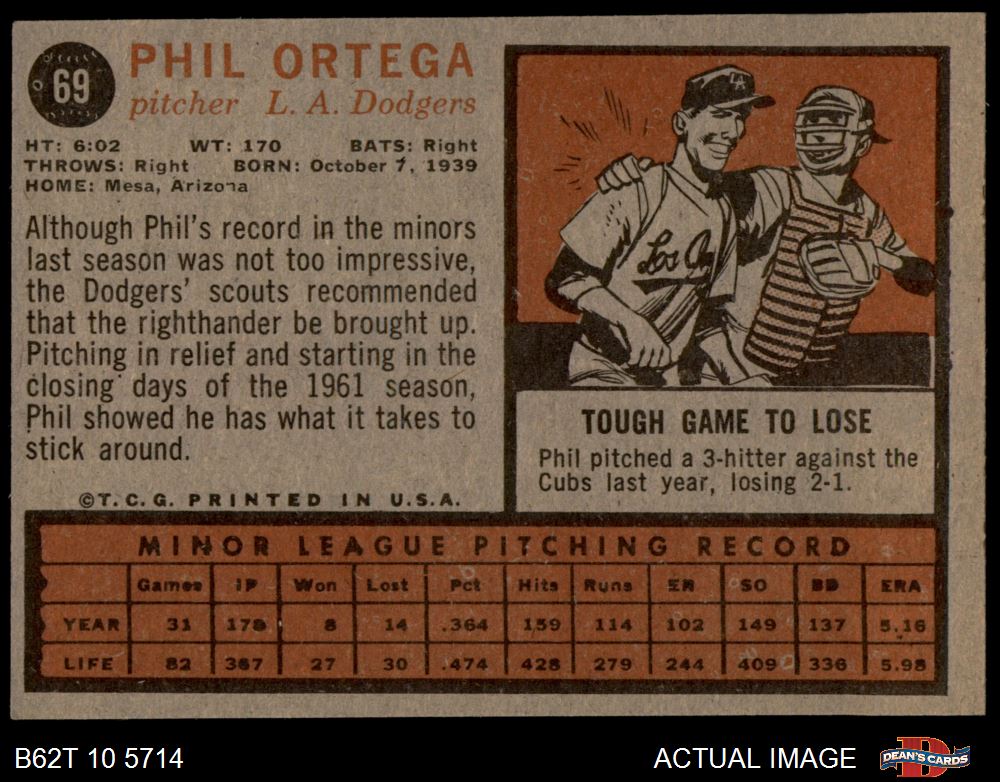 69
PHIL ORTEGA
pitcher L. A. Dodgers
HT: 6:02 WT: 170 BATS: Right
THROWS: Right BORN: October 7, 1939
HOME: Mesa, Arizona
Although Phil's record in the minors
last season was not too impressive,
the Dodgers' scouts recommended
that the righthander be brought up.
Pitching in relief and starting in the
closing days of the 1961 season,
Phil showed he has what it takes to
stick around.
©T.C.G. PRINTED IN U.S.A.
LA
Los An
TOUGH GAME TO LOSE
Phil pitched a 3-hitter against the
Cubs last year, losing 2-1.
MINOR LEAGUE PITCHING RECORD
Games IP Won Lost Pct Hits Runs ER SO BB ERA
YEAR 31 178 8 14 .364 159 114 102 149 137 5.16
LIFE 82 367 27 30 .474 428 279 244 409 336 5.98
B62T 10 5714
ACTUAL IMAGE
DEAN'S CARDS